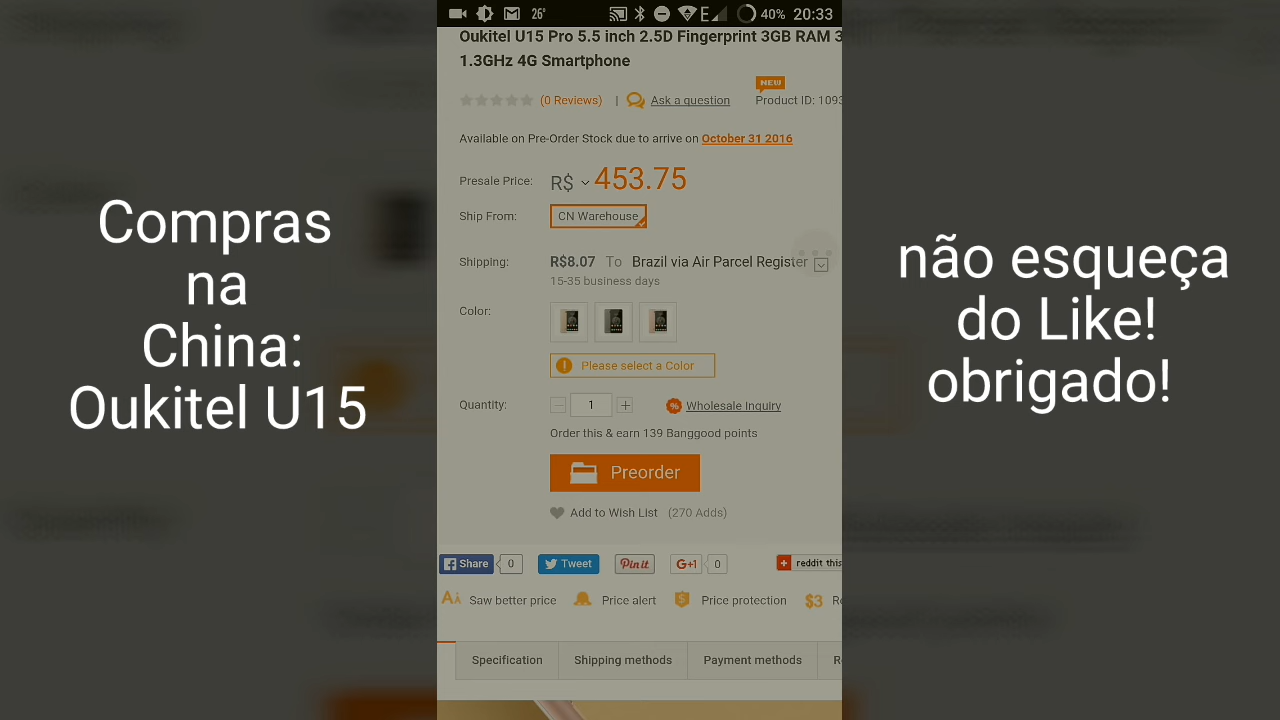 26°
40%
20:33
Oukitel U15 Pro 5.5 inch 2.5D Fingerprint 3GB RAM 3
1.3GHz 4G Smartphone
NEW
(0 Reviews) | Ask a question Product ID: 1093
Available on Pre-Order Stock due to arrive on October 31 2016
Presale Price: R$ 453.75
Ship From: CN Warehouse
Shipping: R$8.07 To Brazil via Air Parcel Register
15-35 business days
Color:
Please select a Color
Quantity: 1 Wholesale Inquiry
Order this & earn 139 Banggood points
Preorder
Add to Wish List (270 Adds)
Share 0 Tweet Pin it G+1 0 reddit this
Saw better price Price alert Price protection $3 R
Specification Shipping methods Payment methods R
Compras
na
China:
Oukitel U15
não esqueça
do Like!
obrigado!